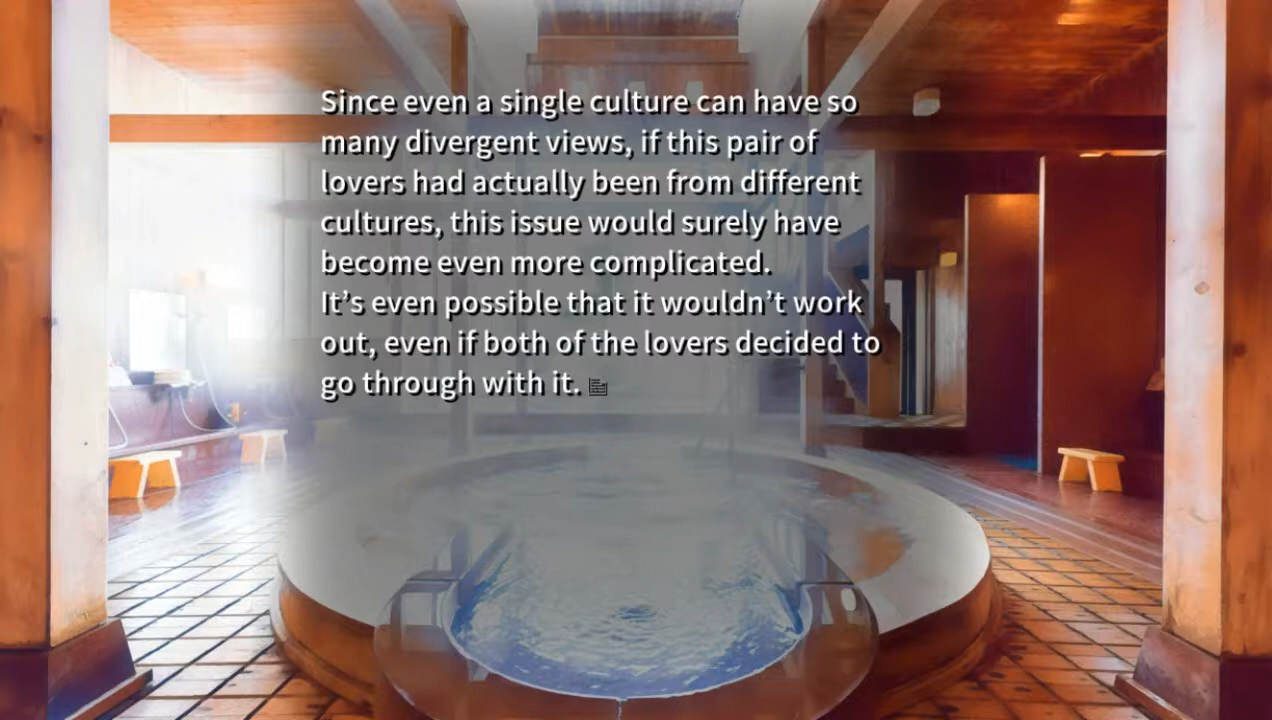 Since even a single culture can have so
many divergent views, if this pair of
lovers had actually been from different
cultures, this issue would surely have
become even more complicated.
It’s even possible that it wouldn’t work
out, even if both of the lovers decided to
go through with it.